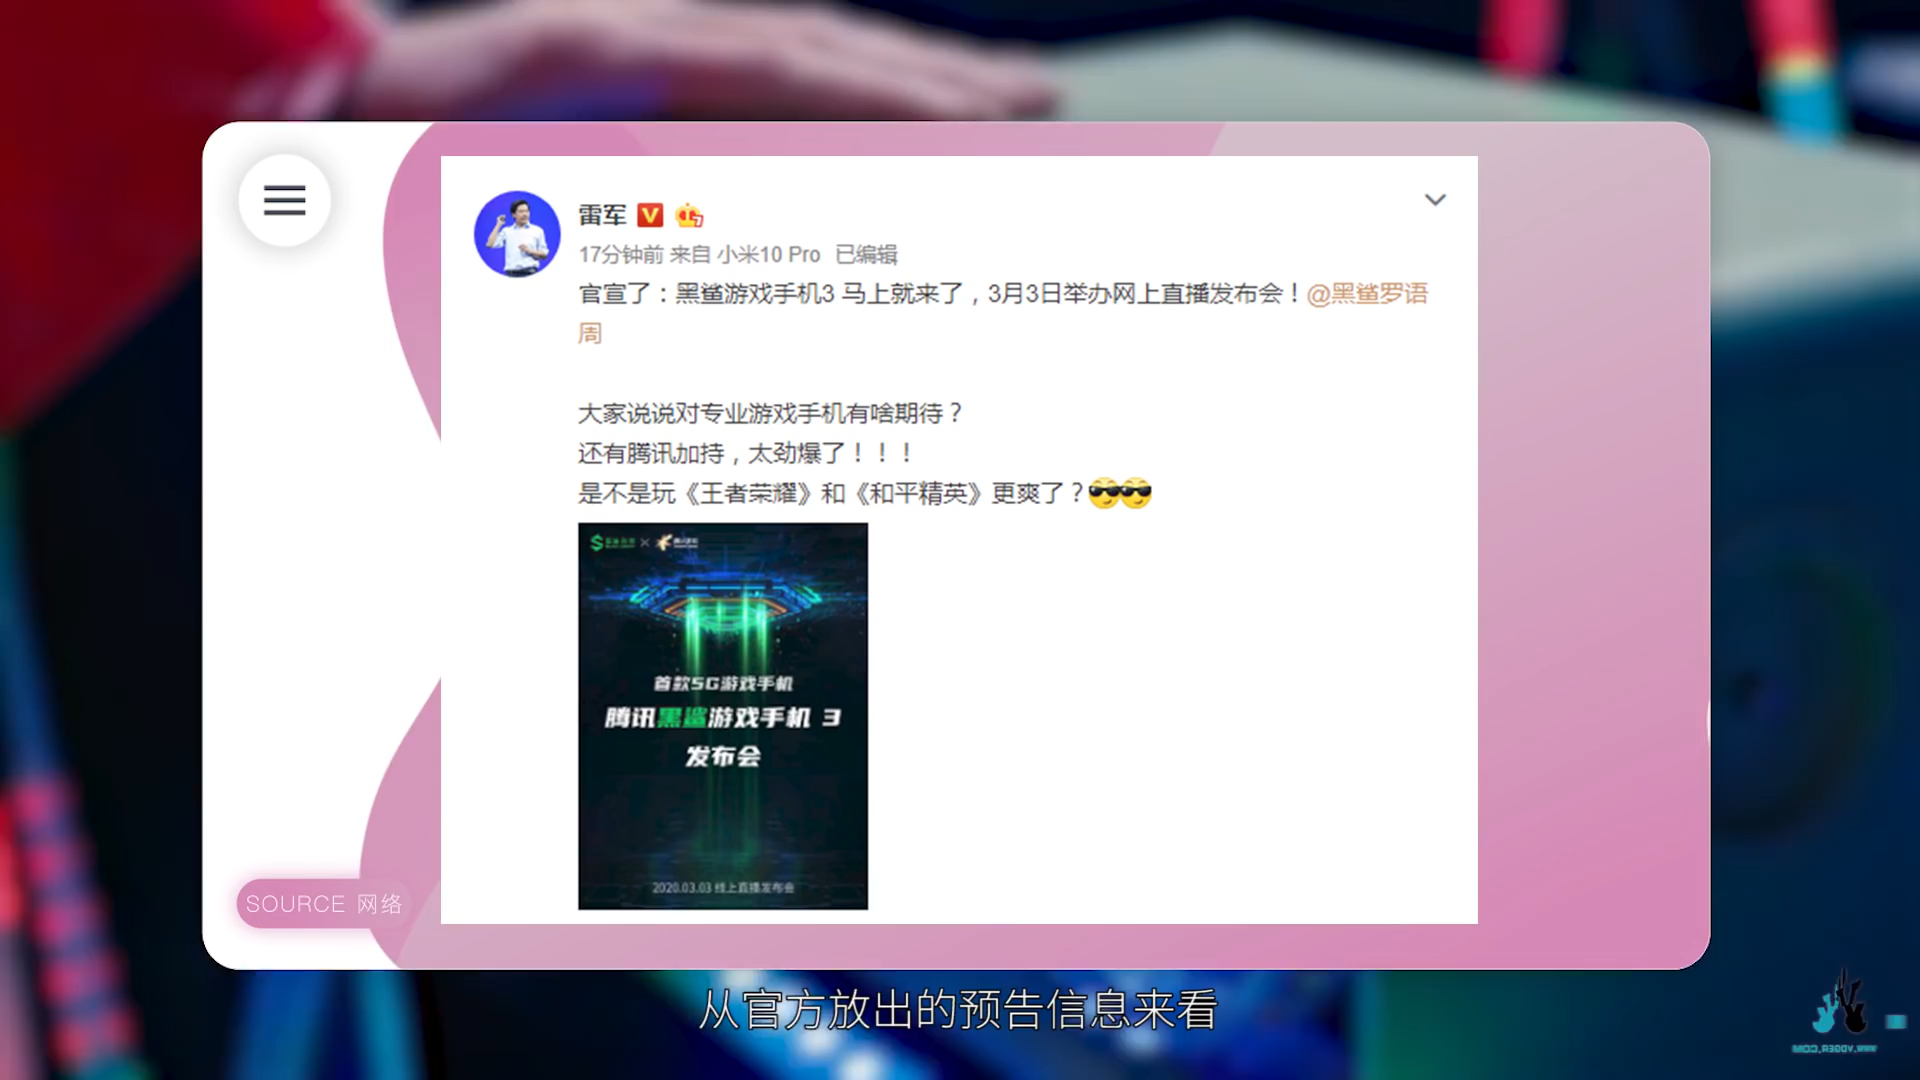 雷军
17分钟前 来自 小米10 Pro 已编辑
官宣了：黑鲨游戏手机3 马上就来了，3月3日举办网上直播发布会！@黑鲨罗语
周
大家说说对专业游戏手机有啥期待？
还有腾讯加持，太劲爆了！！！
是不是玩《王者荣耀》和《和平精英》更爽了？
首款5G游戏手机
腾讯黑鲨游戏手机 3
发布会
2020.03.03 线上直播发布会
SOURCE 网络
从官方放出的预告信息来看